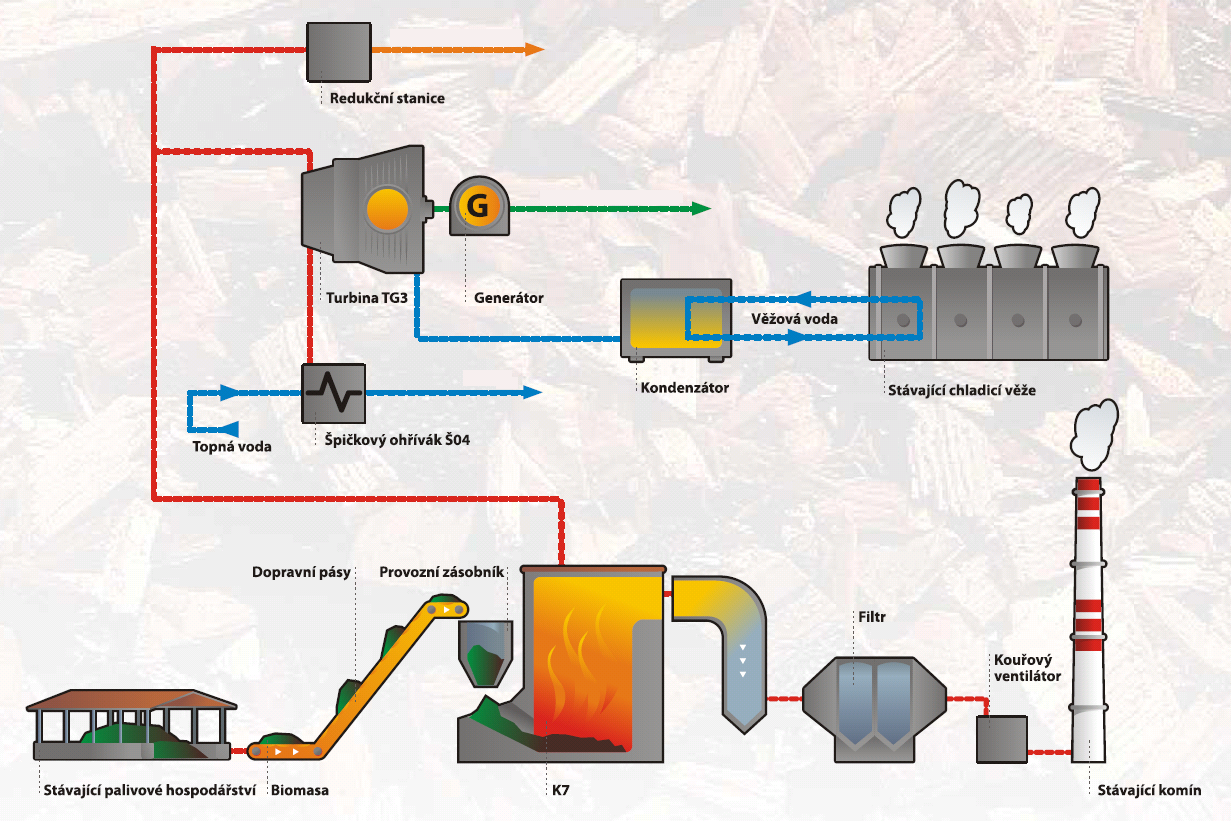 Redukční stanice
G
Turbina TG3
Generátor
Věžová voda
Kondenzátor
Stávající chladicí věže
Topná voda
Špičkový ohřívák Š04
Dopravní pásy
Provozní zásobník
Filtr
Kouřový
ventilátor
Stávající palivové hospodářství
Biomasa
K7
Stávající komín